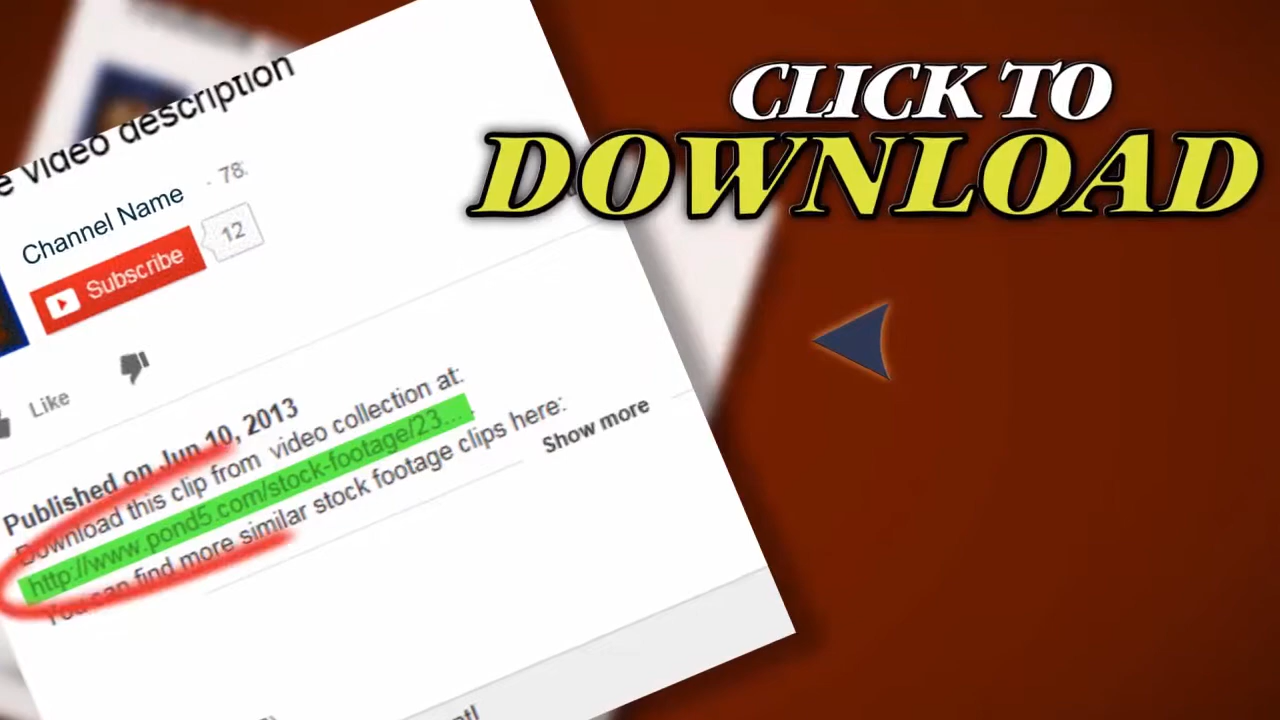 CLICK TO
DOWNLOAD
video description
Channel Name
78
Subscribe
12
Like
Published on Jun 10, 2013
Download this clip from video collection at:
http://www.pond5.com/stock-footage/23...
You can find more similar stock footage clips here:
Show more